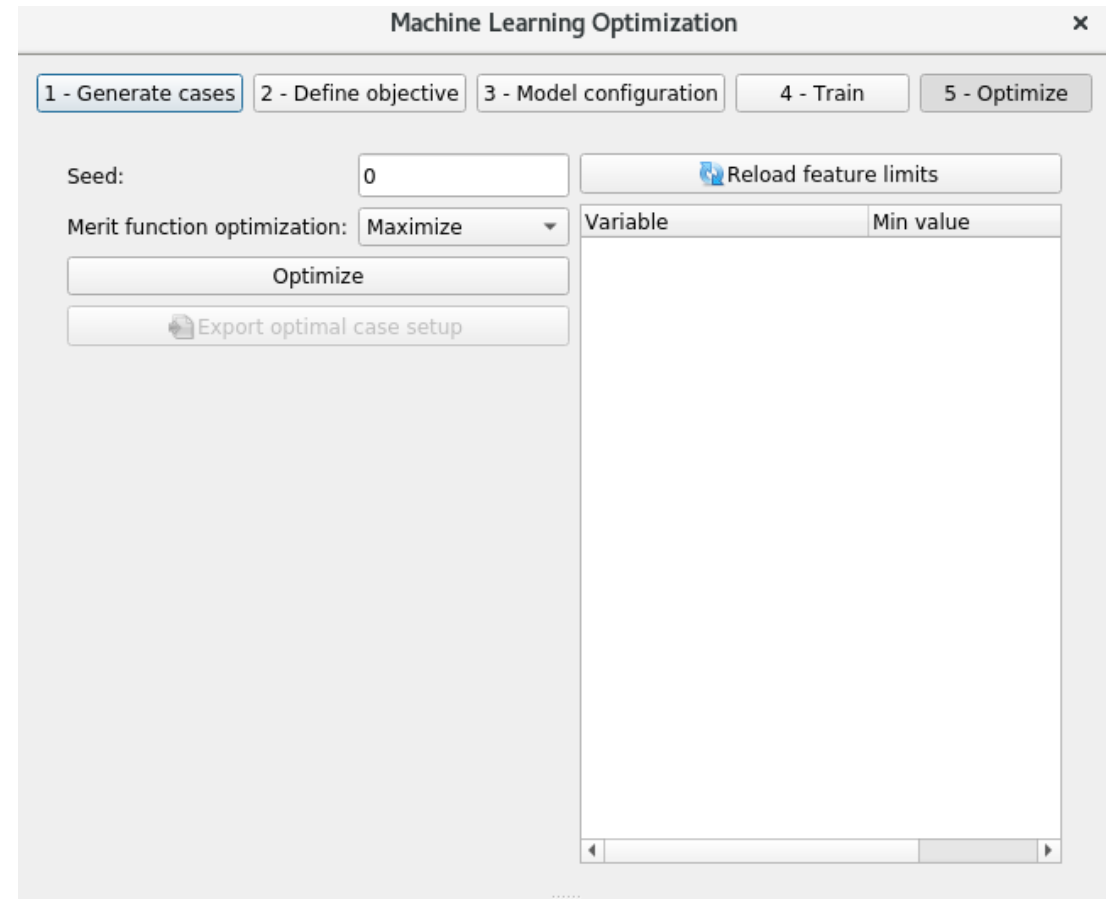 Machine Learning Optimization
1 - Generate cases 2 - Define objective 3 - Model configuration 4 - Train 5 - Optimize
Seed: 0 Reload feature limits
Merit function optimization: Maximize Variable Min value
Optimize
Export optimal case setup